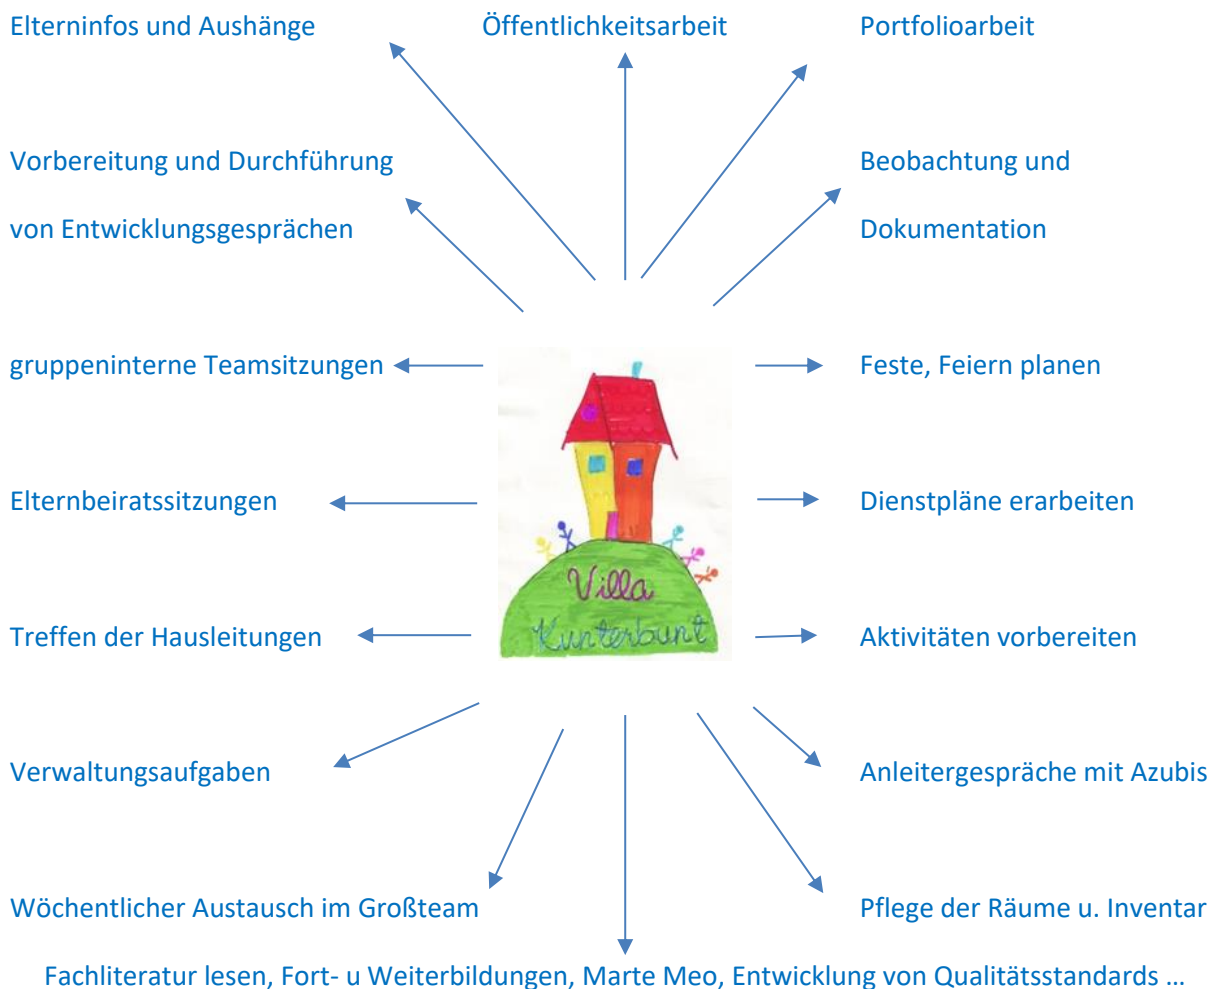 Elterninfos und Aushänge
Öffentlichkeitsarbeit
Portfolioarbeit
Vorbereitung und Durchführung
von Entwicklungsgesprächen
Beobachtung und
Dokumentation
gruppeninterne Teamsitzungen
Feste, Feiern planen
Elternbeiratssitzungen
Dienstpläne erarbeiten
Villa
Kunterbunt
Treffen der Hausleitungen
Aktivitäten vorbereiten
Verwaltungsaufgaben
Anleitergespräche mit Azubis
Wöchentlicher Austausch im Großteam
Pflege der Räume u. Inventar
Fachliteratur lesen, Fort- u Weiterbildungen, Marte Meo, Entwicklung von Qualitätsstandards ...